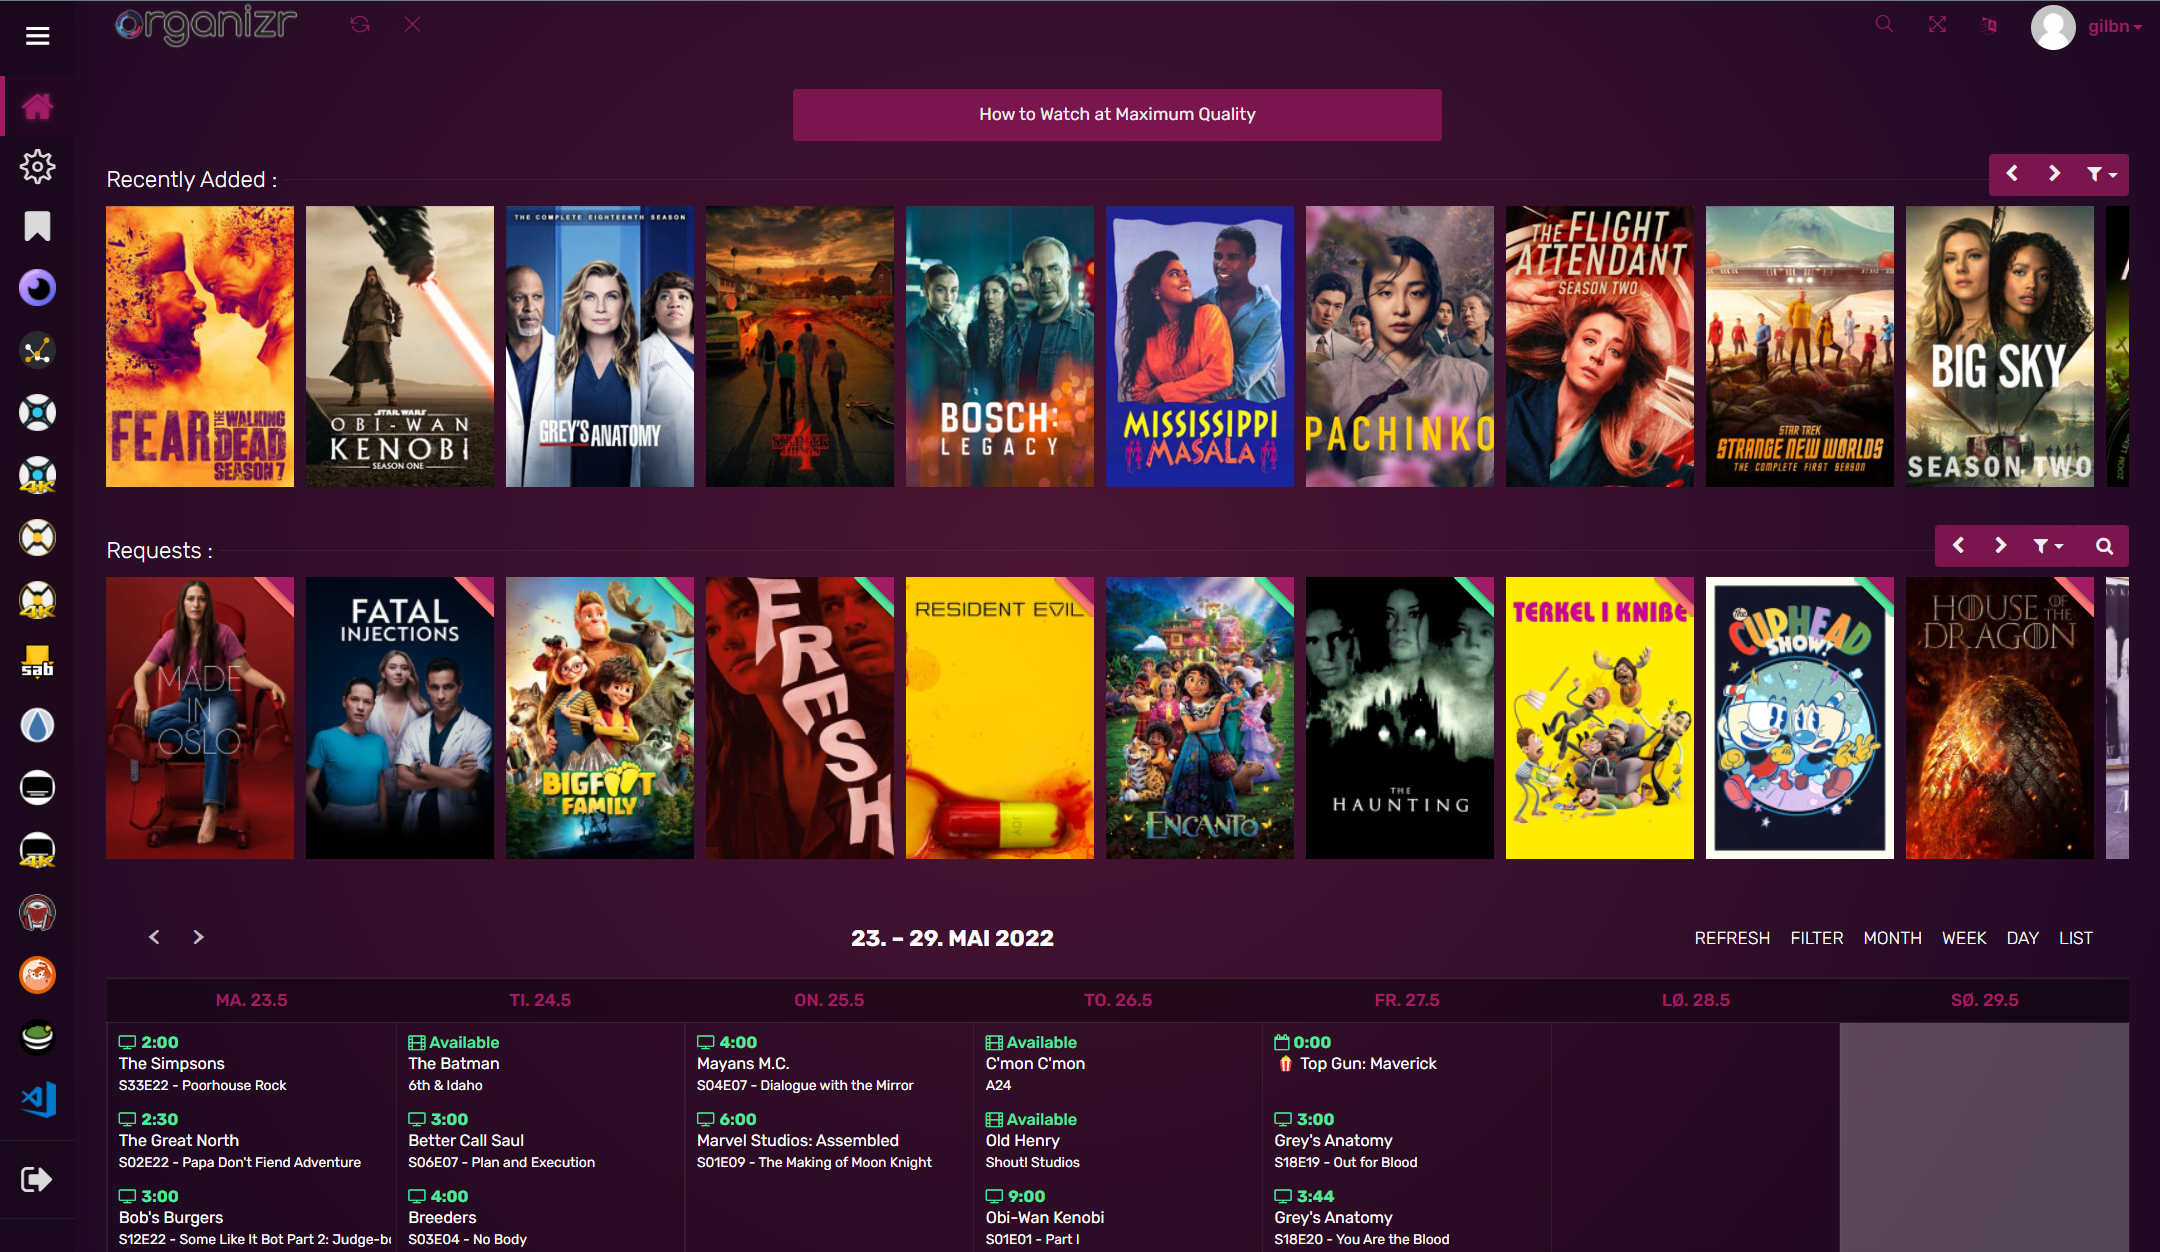 organizr
gilbn
How to Watch at Maximum Quality
Recently Added :
FEAR THE WALKING DEAD
SEASON 7
STAR WARS
OBI-WAN
KENOBI
SEASON ONE
THE COMPLETE EIGHTEENTH SEASON
GREY'S ANATOMY
STRANGER
THINGS
4
BOSCH:
LEGACY
MISSISSIPPI
MASALA
PACHINKO
THE FLIGHT
ATTENDANT
SEASON TWO
STAR TREK
STRANGE NEW WORLDS
THE COMPLETE FIRST SEASON
BIG SKY
SEASON TWO
Requests :
MADE
IN
OSLO
FATAL
INJECTIONS
BIGFOOT
FAMILY
FRESH
RESIDENT EVIL
JOY
ENCANTO
THE
HAUNTING
TERKEL I KNIBE
THE
CUPHEAD
SHOW!
HOUSE OF
THE
DRAGON
4K
4K
sab
4K
23. – 29. MAI 2022
REFRESH FILTER MONTH WEEK DAY LIST
MA. 23.5 TI. 24.5 ON. 25.5 TO. 26.5 FR. 27.5 LØ. 28.5 SØ. 29.5
2:00
The Simpsons
S33E22 - Poorhouse Rock
2:30
The Great North
S02E22 - Papa Don't Fiend Adventure
3:00
Bob's Burgers
S12E22 - Some Like It Bot Part 2: Judge-b
Available
The Batman
6th & Idaho
3:00
Better Call Saul
S06E07 - Plan and Execution
4:00
Breeders
S03E04 - No Body
4:00
Mayans M.C.
S04E07 - Dialogue with the Mirror
6:00
Marvel Studios: Assembled
S01E09 - The Making of Moon Knight
Available
C'mon C'mon
A24
Available
Old Henry
Shout! Studios
9:00
Obi-Wan Kenobi
S01E01 - Part I
0:00
Top Gun: Maverick
3:00
Grey's Anatomy
S18E19 - Out for Blood
3:44
Grey's Anatomy
S18E20 - You Are the Blood